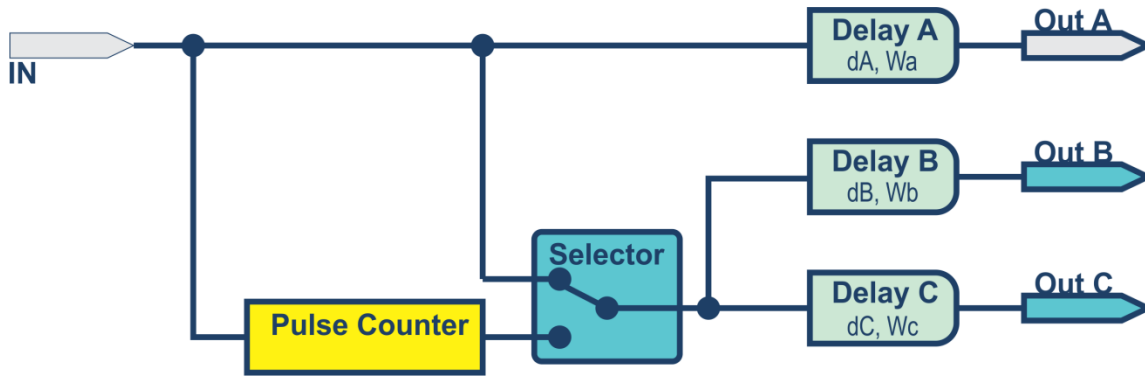 IN
Delay A
dA, Wa
Out A
Delay B
dB, Wb
Out B
Selector
Pulse Counter
Delay C
dC, Wc
Out C